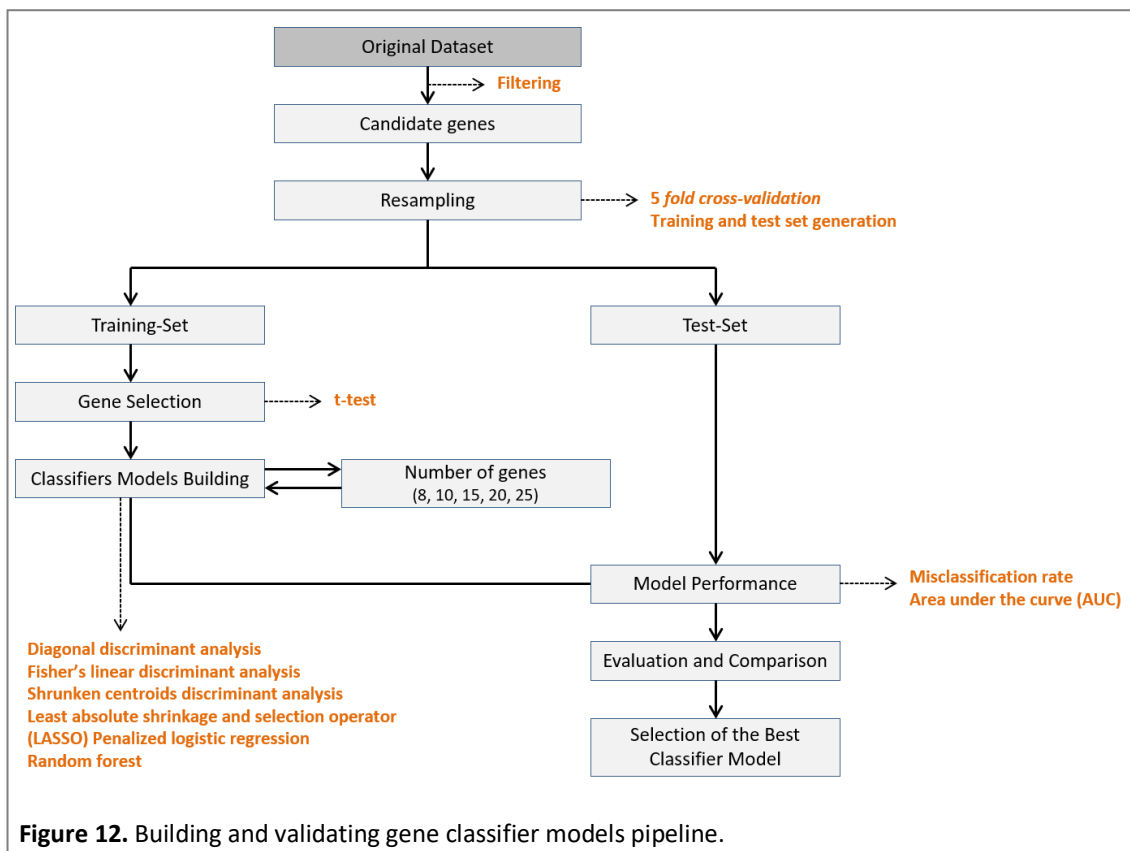 Original Dataset
Filtering
Candidate genes
Resampling
5 fold cross-validation
Training and test set generation
Training-Set
Test-Set
Gene Selection
t-test
Classifiers Models Building
Number of genes
(8, 10, 15, 20, 25)
Model Performance
Misclassification rate
Area under the curve (AUC)
Diagonal discriminant analysis
Fisher’s linear discriminant analysis
Shrunken centroids discriminant analysis
Least absolute shrinkage and selection operator
(LASSO) Penalized logistic regression
Random forest
Evaluation and Comparison
Selection of the Best
Classifier Model
Figure 12. Building and validating gene classifier models pipeline.